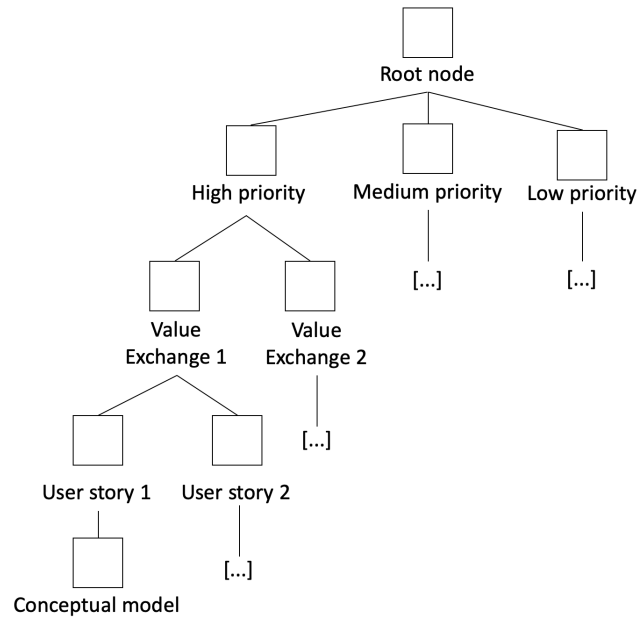 Root node
High priority
Medium priority
Low priority
[...]
[...]
Value
Exchange 1
Value
Exchange 2
[...]
User story 1
User story 2
[...]
Conceptual model